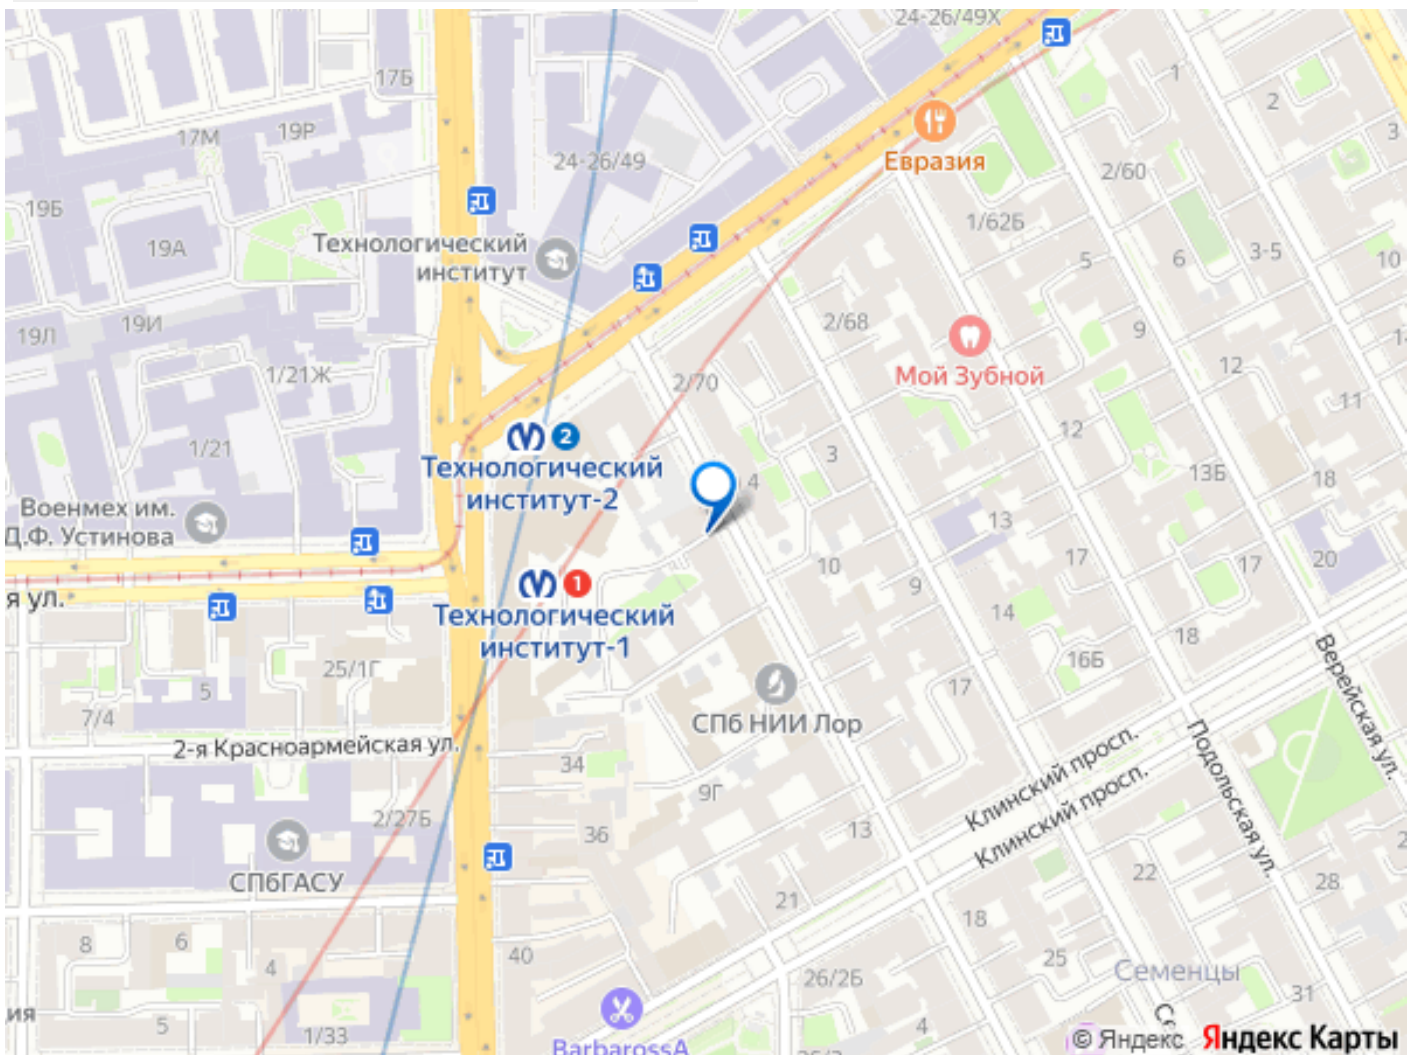 24-26/49Х
17Б
1
2
17М
19Р
3
24-26/49
Евразия
2/60
19Б
1/62Б
19А
Технологический
институт
5
6
3-5
10
19И
2/68
9
19Л
1/21Ж
2/70
Мой Зубной
12
11
1/21
2
12
3
Технологический
институт-2
4
13Б
18
Военмех им.
Д.Ф. Устинова
13
17
20
10
17
1
9
я ул.
Технологический
институт-1
14
18
25/1Г
16Б
Верейская ул.
5
17
7/4
СПб НИИ Лор
2-я Красноармейская ул.
Клинский просп.
Подольская ул.
34
9Г
Клинский просп.
2/27Б
36
13
СПбГАСУ
22
28
21
8
6
18
40
25
4
26/2Б
Семенцы
31
ия
5
1/33
4
BarbarossA
© Яндекс Яндекс Карты